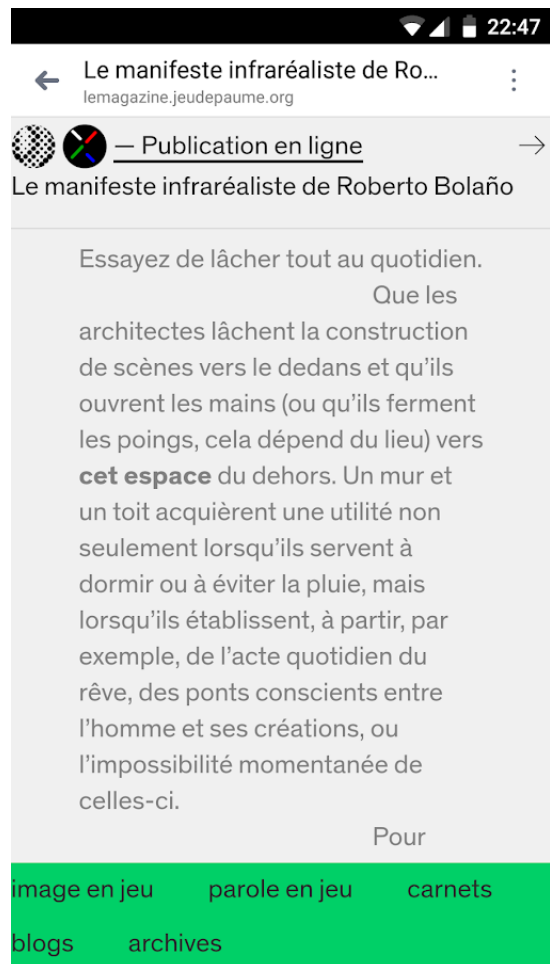 22:47
Le manifeste infraréaliste de Ro...
lemagazine.jeudepaume.org
— Publication en ligne
Le manifeste infraréaliste de Roberto Bolaño
Essayez de lâcher tout au quotidien.
Que les
architectes lâchent la construction
de scènes vers le dedans et qu’ils
ouvrent les mains (ou qu’ils ferment
les poings, cela dépend du lieu) vers
cet espace du dehors. Un mur et
un toit acquièrent une utilité non
seulement lorsqu’ils servent à
dormir ou à éviter la pluie, mais
lorsqu’ils établissent, à partir, par
exemple, de l’acte quotidien du
rêve, des ponts conscients entre
l’homme et ses créations, ou
l’impossibilité momentanée de
celles-ci.
Pour
image en jeu parole en jeu carnets
blogs archives